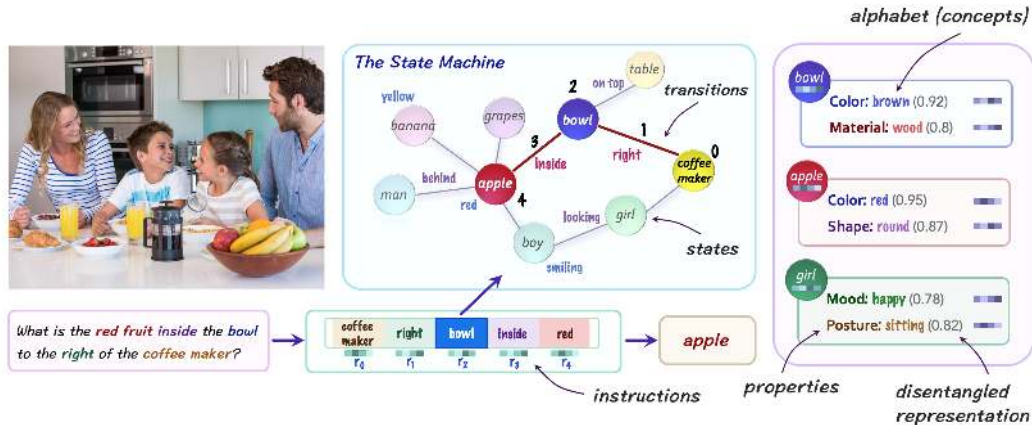 alphabet (concepts)
The State Machine
table
on top
2
bowl
transitions
yellow
banana
grapes
3
inside
1
right
0
coffee
maker
behind
man
apple
red
4
looking
girl
boy
smiling
states
bowl
Color: brown (0.92)
Material: wood (0.8)
apple
Color: red (0.95)
Shape: round (0.87)
girl
Mood: happy (0.78)
Posture: sitting (0.82)
What is the red fruit inside the bowl
to the right of the coffee maker?
coffee
maker
right
bowl
inside
red
r0
r1
r2
r3
r4
apple
instructions
properties
disentangled
representation